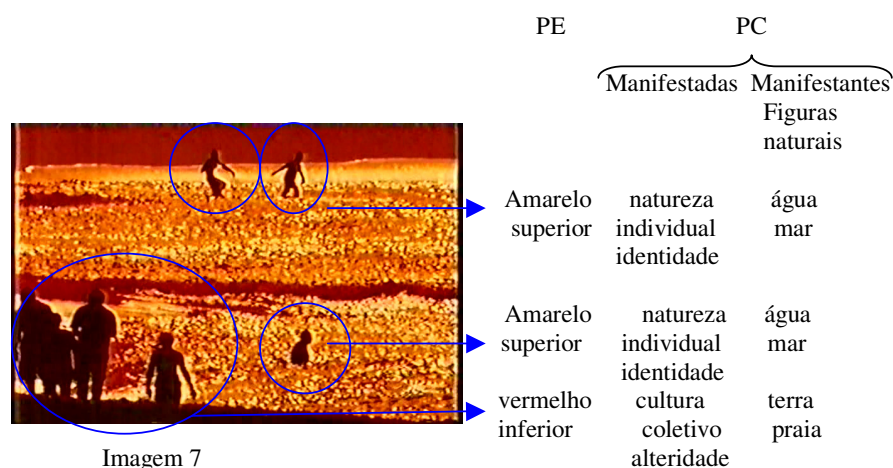 PE PC
Manifestadas Manifestantes
Figuras
naturais
Amarelo natureza água
superior individual mar
identidade
Amarelo natureza água
superior individual mar
identidade
vermelho cultura terra
inferior coletivo praia
alteridade
Imagem 7